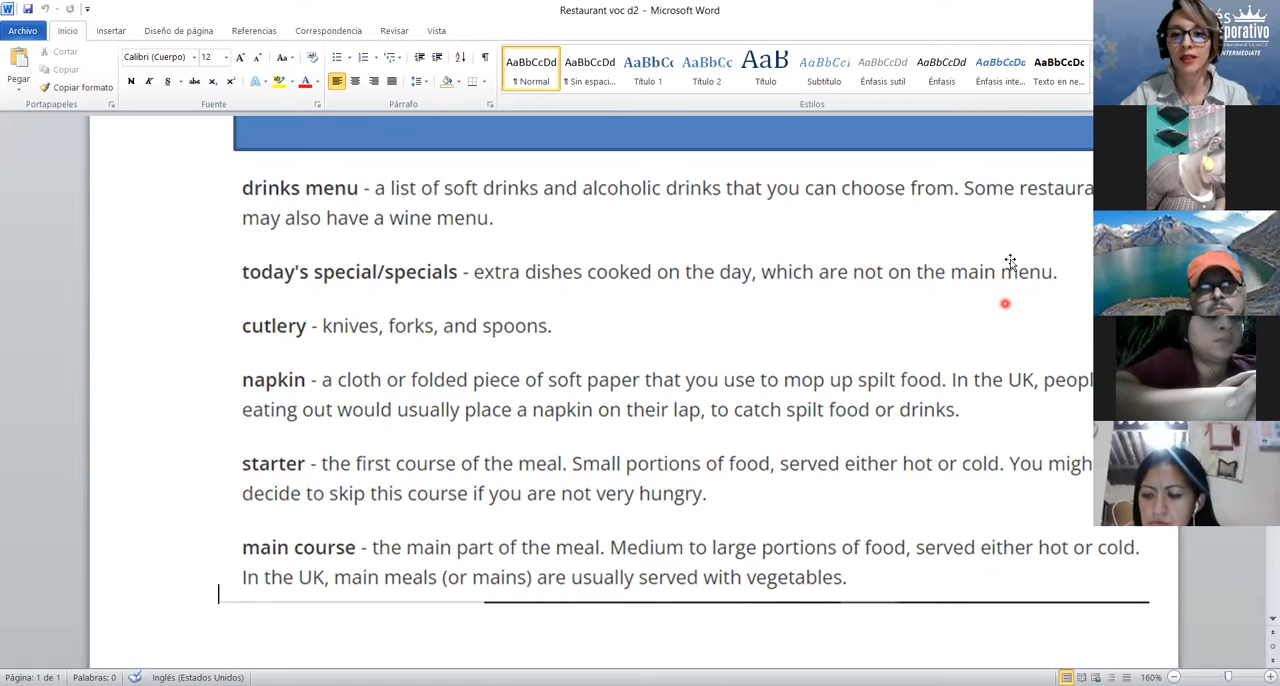 Restaurant voc d2 - Microsoft Word
Archivo Inicio Insertar Diseño de página Referencias Correspondencia Revisar Vista
Pegar
Cortar
Copiar
Copiar formato
Portapapeles
Calibri (Cuerpo) 12
Fuente
Párrafo
AaBbCcDd AaBbCcDd AaBbCc AaBbCc AaB AaBbCcI AaBbCcDd AaBbCcDd AaBbCcDd AaBbCcDc
¶ Normal ¶ Sin espaci... Título 1 Título 2 Título Subtítulo Énfasis sutil Énfasis Énfasis inte... Texto en ne...
Estilos
drinks menu - a list of soft drinks and alcoholic drinks that you can choose from. Some restaura
may also have a wine menu.
today's special/specials - extra dishes cooked on the day, which are not on the main menu.
cutlery - knives, forks, and spoons.
napkin - a cloth or folded piece of soft paper that you use to mop up spilt food. In the UK, peopl
eating out would usually place a napkin on their lap, to catch spilt food or drinks.
starter - the first course of the meal. Small portions of food, served either hot or cold. You migh
decide to skip this course if you are not very hungry.
main course - the main part of the meal. Medium to large portions of food, served either hot or cold.
In the UK, main meals (or mains) are usually served with vegetables.
Página: 1 de 1 Palabras: 0 Inglés (Estados Unidos) 160%
és
porativo
INTERMEDIATE